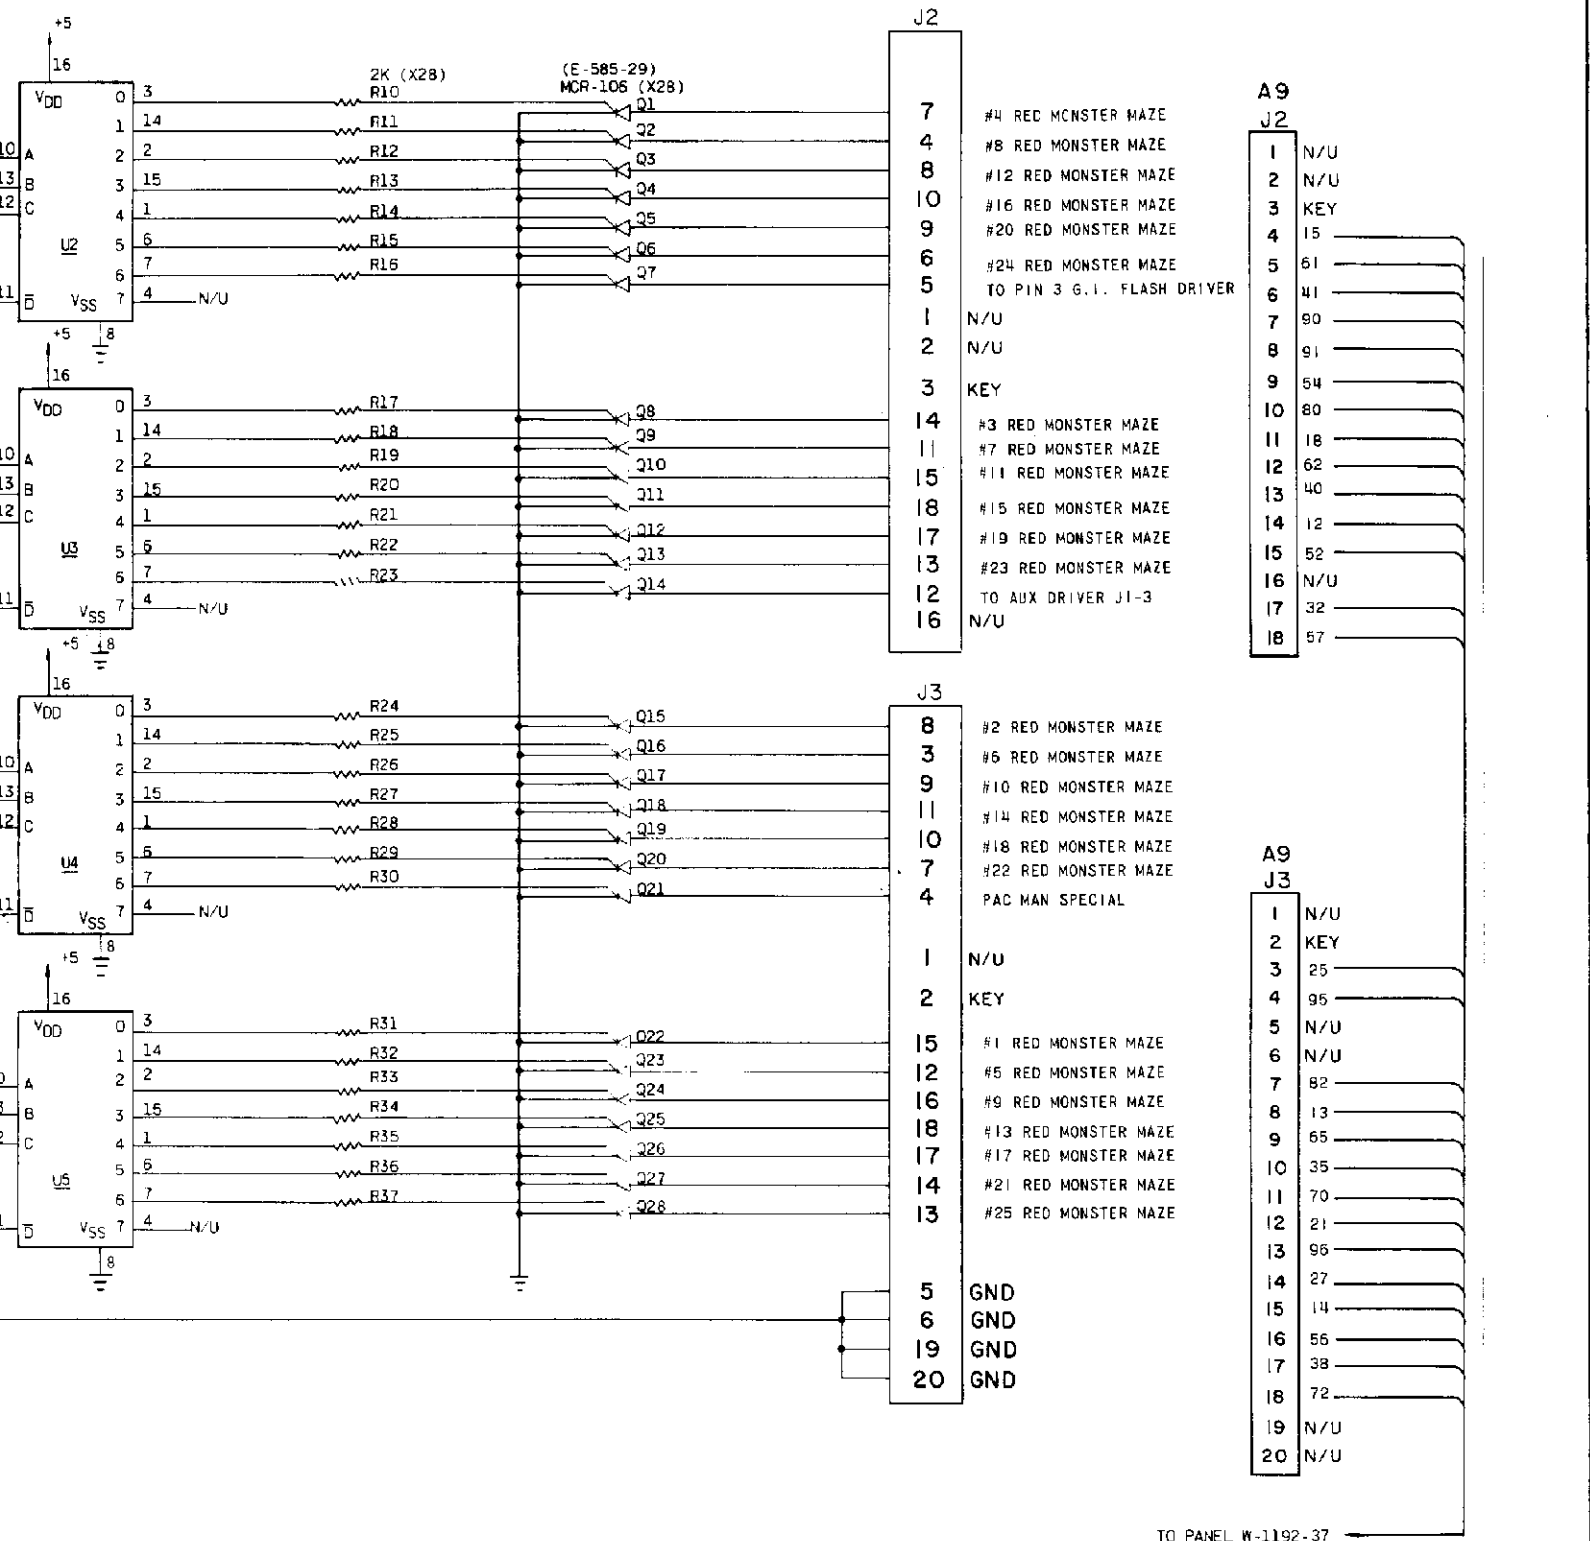 +5
16
2K (X28)
(E-585-29)
MCR-106 (X28)
J2
VDD 0 3 R10 Q1 7 #4 RED MCNSTER MAZE
1 14 R11 Q2 4 #8 RED MONSTER MAZE
10 A 2 2 R12 Q3 8 #12 RED MONSTER MAZE
13 B 3 15 R13 Q4 10 #16 RED MONSTER MAZE
12 C 4 1 R14 Q5 9 #20 RED MONSTER MAZE
U2 5 6 R15 Q6 6 #24 RED MONSTER MAZE
6 7 R16 Q7 5 TO PIN 3 G.I. FLASH DRIVER
11 D VSS 7 4 N/U
1 N/U
2 N/U
3 KEY
+5 8
16
VDD 0 3 R17 Q8 14 #3 RED MONSTER MAZE
1 14 R18 Q9 11 #7 RED MONSTER MAZE
10 A 2 2 R19 Q10 15 #11 RED MONSTER MAZE
13 B 3 15 R20 Q11 18 #15 RED MONSTER MAZE
12 C 4 1 R21 Q12 17 #19 RED MONSTER MAZE
U3 5 6 R22 Q13 13 #23 RED MONSTER MAZE
6 7 R23 Q14 12 TO AUX DRIVER J1-3
11 D VSS 7 4 N/U
16 N/U
+5 8
16
J3
VDD 0 3 R24 Q15 8 #2 RED MONSTER MAZE
1 14 R25 Q16 3 #6 RED MONSTER MAZE
10 A 2 2 R26 Q17 9 #10 RED MONSTER MAZE
13 B 3 15 R27 Q18 11 #14 RED MONSTER MAZE
12 C 4 1 R28 Q19 10 #18 RED MONSTER MAZE
U4 5 6 R29 Q20 7 #22 RED MONSTER MAZE
6 7 R30 Q21 4 PAC MAN SPECIAL
11 D VSS 7 4 N/U
1 N/U
2 KEY
+5 8
16
VDD 0 3 R31 Q22 15 #1 RED MONSTER MAZE
1 14 R32 Q23 12 #5 RED MONSTER MAZE
0 A 2 2 R33 Q24 16 #9 RED MONSTER MAZE
3 B 3 15 R34 Q25 18 #13 RED MONSTER MAZE
2 C 4 1 R35 Q26 17 #17 RED MONSTER MAZE
U5 5 6 R36 Q27 14 #21 RED MONSTER MAZE
6 7 R37 Q28 13 #25 RED MONSTER MAZE
1 D VSS 7 4 N/U
8
5 GND
6 GND
19 GND
20 GND
A9
J2
1 N/U
2 N/U
3 KEY
4 15
5 61
6 41
7 90
8 91
9 54
10 80
11 18
12 62
13 40
14 12
15 52
16 N/U
17 32
18 57
A9
J3
1 N/U
2 KEY
3 25
4 95
5 N/U
6 N/U
7 82
8 13
9 65
10 35
11 70
12 21
13 96
14 27
15 14
16 56
17 38
18 72
19 N/U
20 N/U
TO PANEL W-1192-37